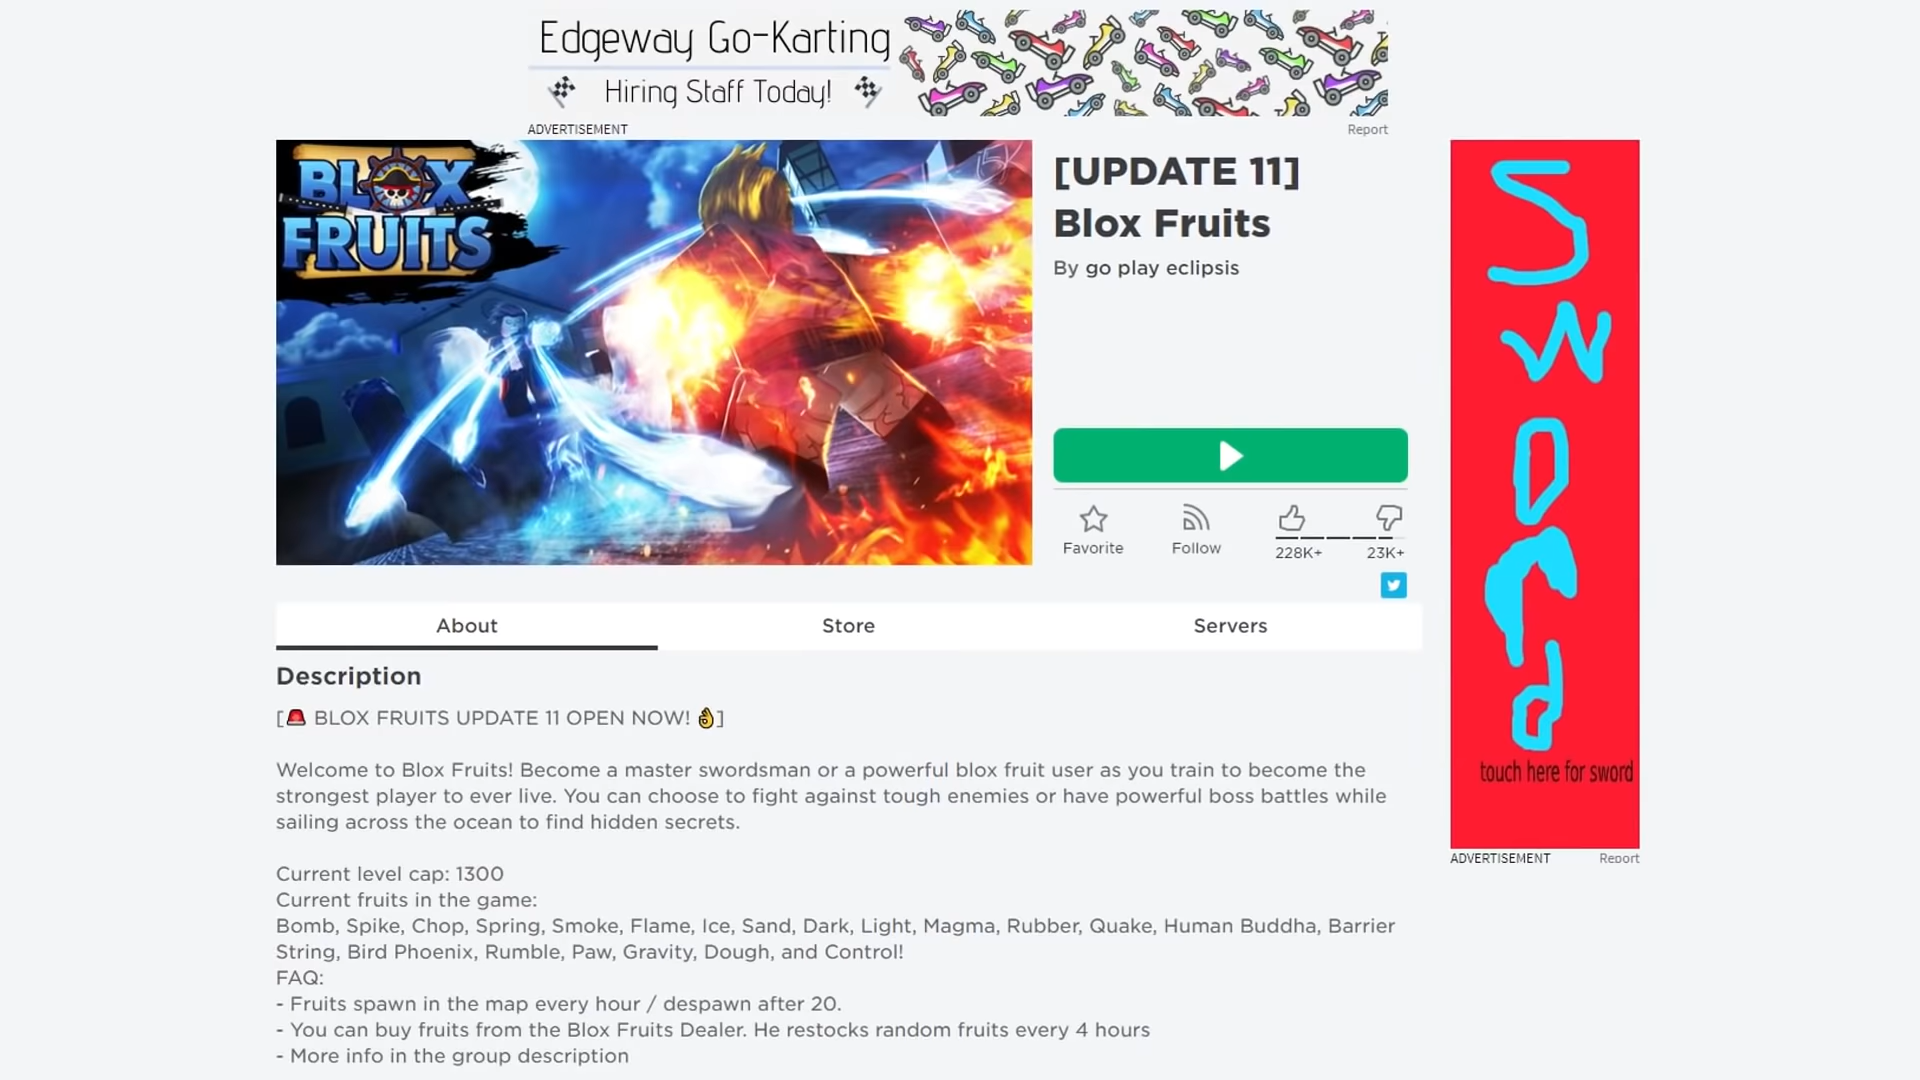 Edgeway Go-Karting
Hiring Staff Today!
ADVERTISEMENT
Report
BLOX
FRUITS
[UPDATE 11]
Blox Fruits
By go play eclipsis
Favorite
Follow
228K+
23K+
About
Store
Servers
Description
[🚨 BLOX FRUITS UPDATE 11 OPEN NOW! 👌]
Welcome to Blox Fruits! Become a master swordsman or a powerful blox fruit user as you train to become the
strongest player to ever live. You can choose to fight against tough enemies or have powerful boss battles while
sailing across the ocean to find hidden secrets.
Current level cap: 1300
Current fruits in the game:
Bomb, Spike, Chop, Spring, Smoke, Flame, Ice, Sand, Dark, Light, Magma, Rubber, Quake, Human Buddha, Barrier
String, Bird Phoenix, Rumble, Paw, Gravity, Dough, and Control!
FAQ:
- Fruits spawn in the map every hour / despawn after 20.
- You can buy fruits from the Blox Fruits Dealer. He restocks random fruits every 4 hours
- More info in the group description
Sword
touch here for sword
ADVERTISEMENT
Report